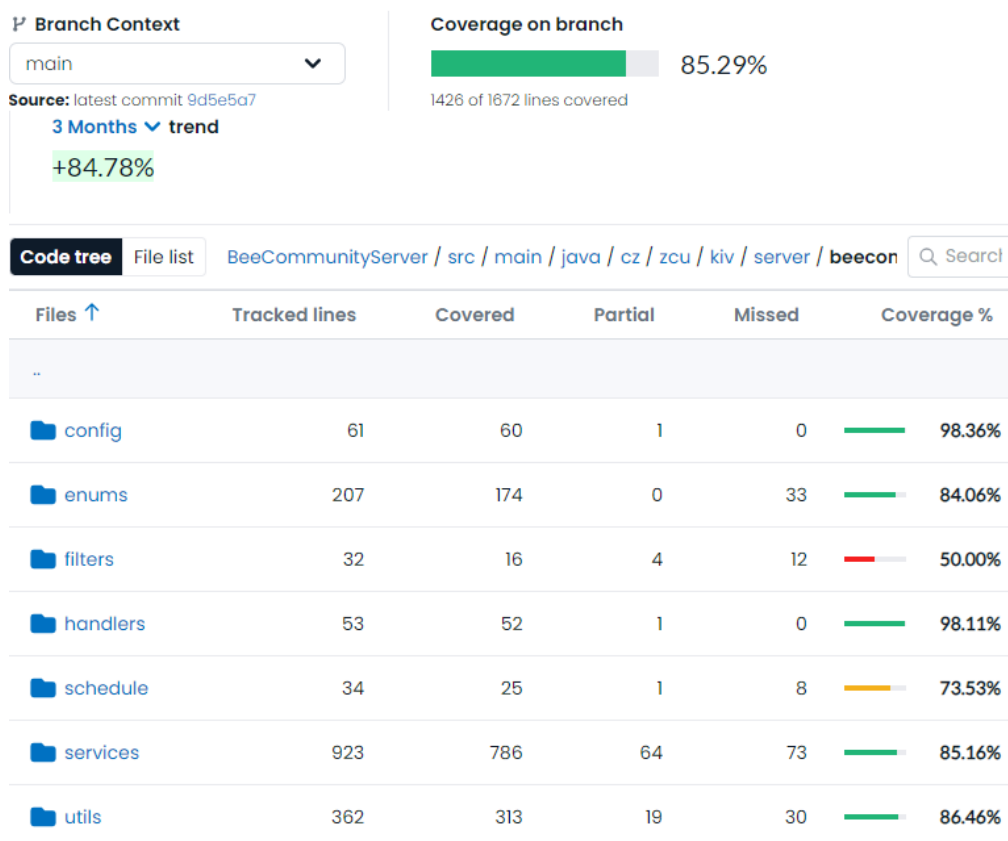 Branch Context
Coverage on branch
main
85.29%
Source: latest commit 9d5e5a7
1426 of 1672 lines covered
3 Months trend
+84.78%
Code tree File list BeeCommunityServer / src / main / java / cz / zcu / kiv / server / beecon Search
Files Tracked lines Covered Partial Missed Coverage %
..
config 61 60 1 0 98.36%
enums 207 174 0 33 84.06%
filters 32 16 4 12 50.00%
handlers 53 52 1 0 98.11%
schedule 34 25 1 8 73.53%
services 923 786 64 73 85.16%
utils 362 313 19 30 86.46%